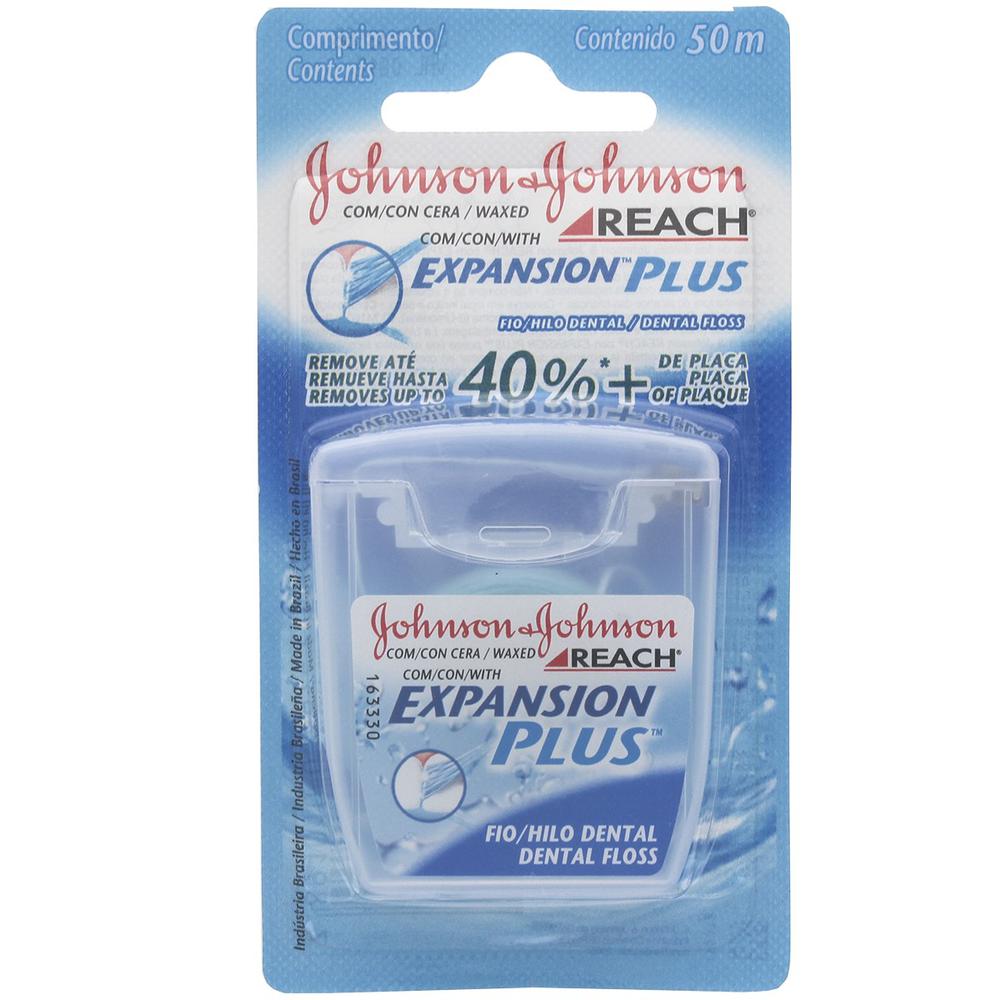 Comprimento/ Contenido 50m
Contents
Johnson & Johnson
COM/CON CERA / WAXED
REACH®
COM/CON/WITH
EXPANSION™ PLUS
FIO/HILO DENTAL / DENTAL FLOSS
REMOVE ATÉ
REMUEVE HASTA
REMOVES UP TO
40%* +
DE PLACA
PLACA
OF PLAQUE
Johnson & Johnson
COM/CON CERA / WAXED
REACH®
COM/CON/WITH
EXPANSION
PLUS™
163330
FIO/HILO DENTAL
DENTAL FLOSS
Indústria Brasileira / Industria Brasileña / Made in Brazil / Hecho en Brasil